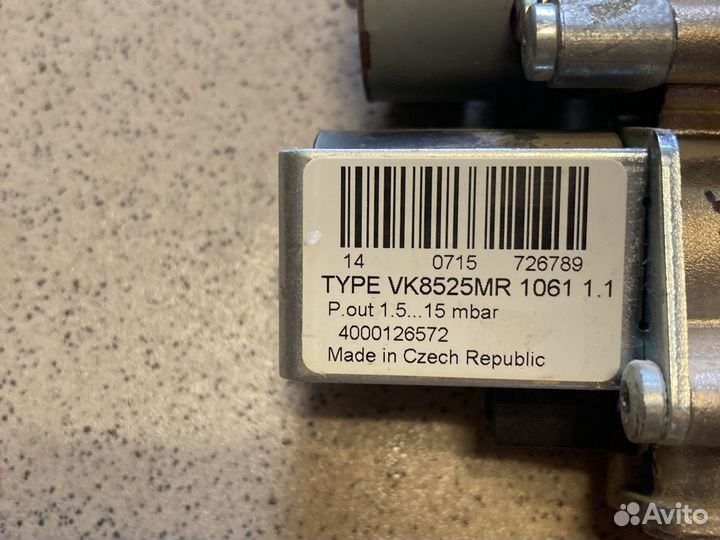 14 0715 726789
TYPE VK8525MR 1061 1.1
P.out 1.5...15 mbar
4000126572
Made in Czech Republic
Avito